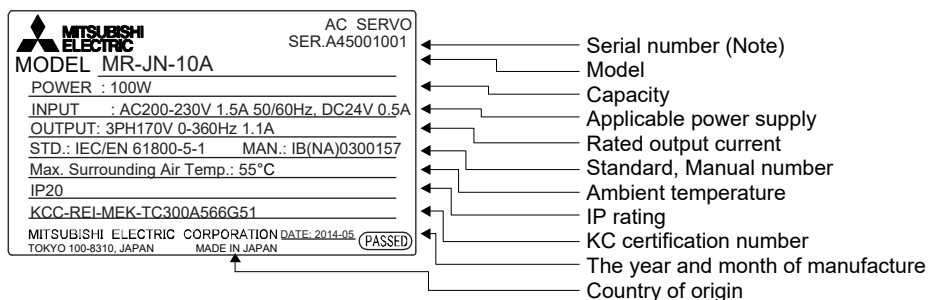 MITSUBISHI
ELECTRIC
AC SERVO
SER.A45001001
MODEL MR-JN-10A
POWER : 100W
INPUT : AC200-230V 1.5A 50/60Hz, DC24V 0.5A
OUTPUT: 3PH170V 0-360Hz 1.1A
STD.: IEC/EN 61800-5-1 MAN.: IB(NA)0300157
Max. Surrounding Air Temp.: 55°C
IP20
KCC-REI-MEK-TC300A566G51
MITSUBISHI ELECTRIC CORPORATION DATE: 2014-05
TOKYO 100-8310, JAPAN MADE IN JAPAN
PASSED
Serial number (Note)
Model
Capacity
Applicable power supply
Rated output current
Standard, Manual number
Ambient temperature
IP rating
KC certification number
The year and month of manufacture
Country of origin